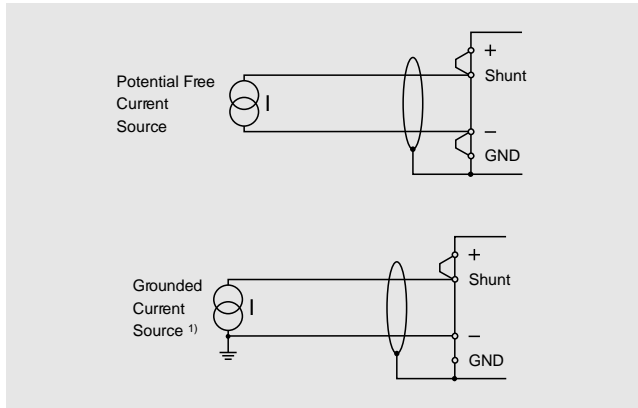 +
Potential Free
Current
Source
I
Shunt
–
GND
+
Grounded
Current
Source 1)
I
Shunt
–
GND